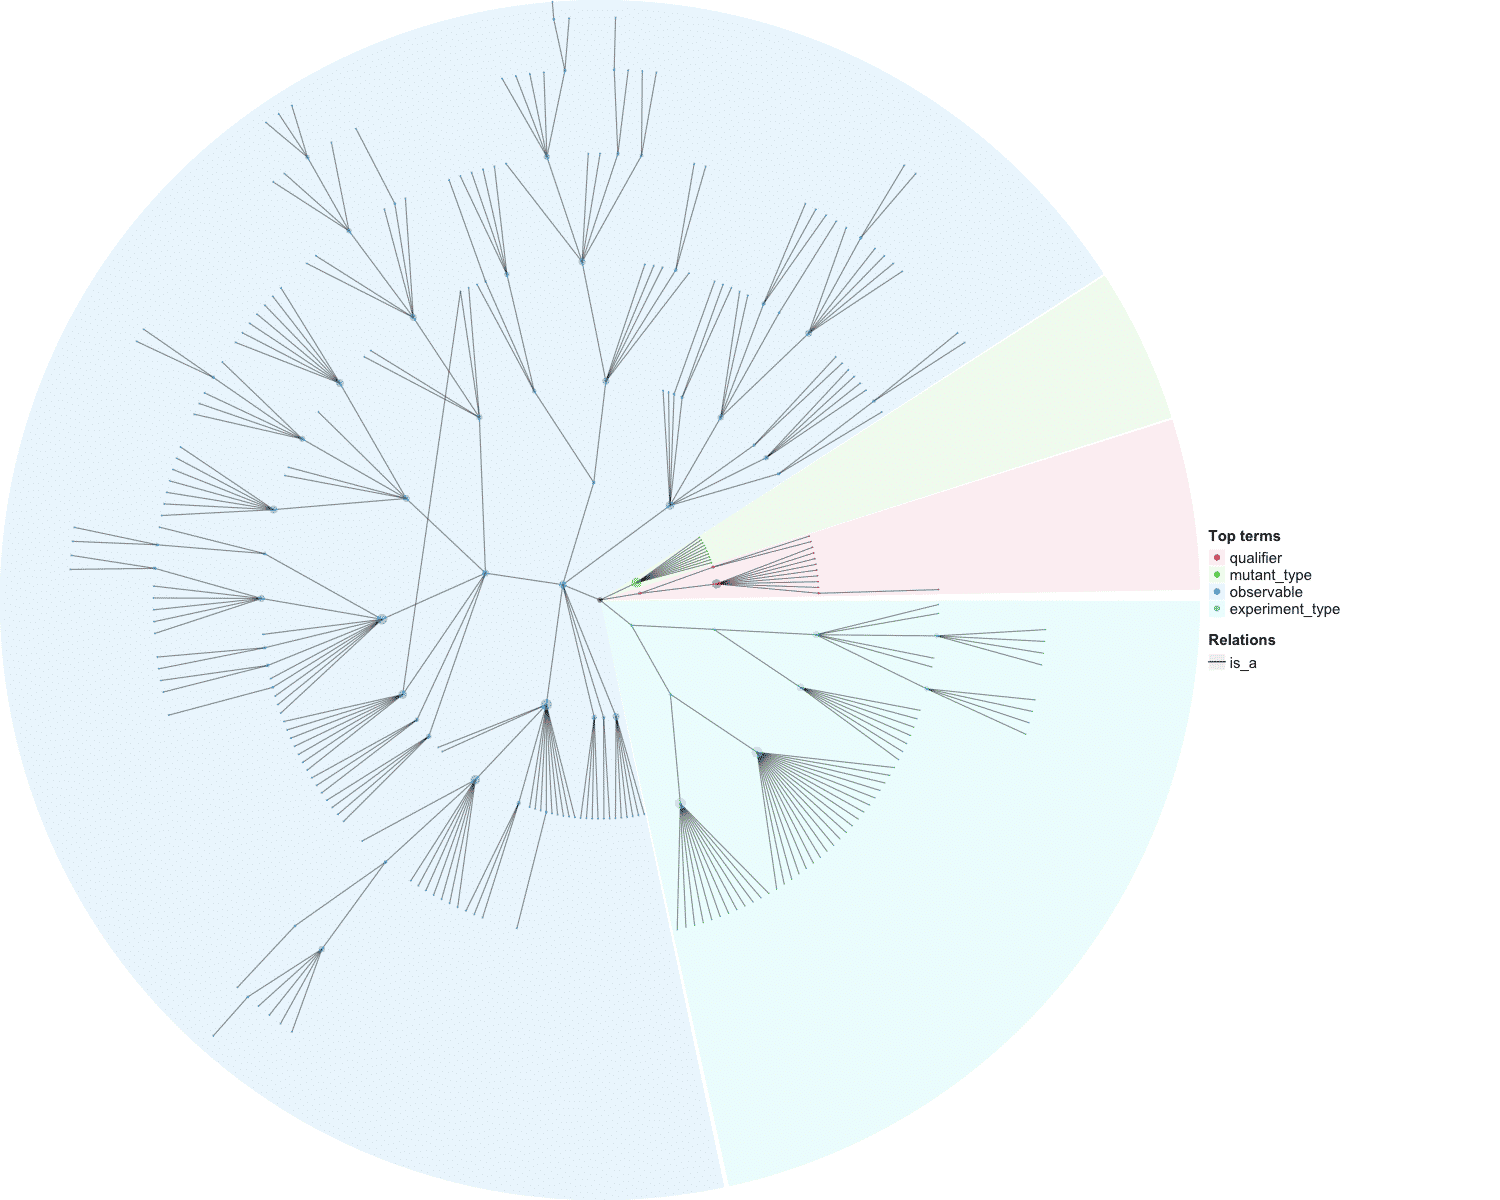 Top terms
qualifier
mutant_type
observable
experiment_type
Relations
is_a